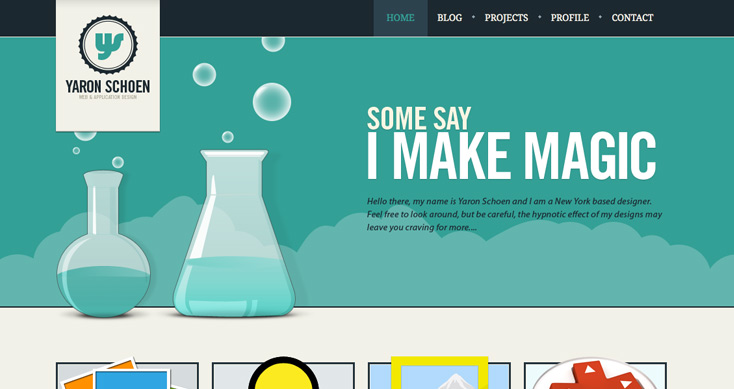 HOME
BLOG
PROJECTS
PROFILE
CONTACT
ys
YARON SCHOEN
WEB & APPLICATION DESIGN
SOME SAY
I MAKE MAGIC
Hello there, my name is Yaron Schoen and I am a New York based designer.
Feel free to look around, but be careful, the hypnotic effect of my designs may
leave you craving for more....